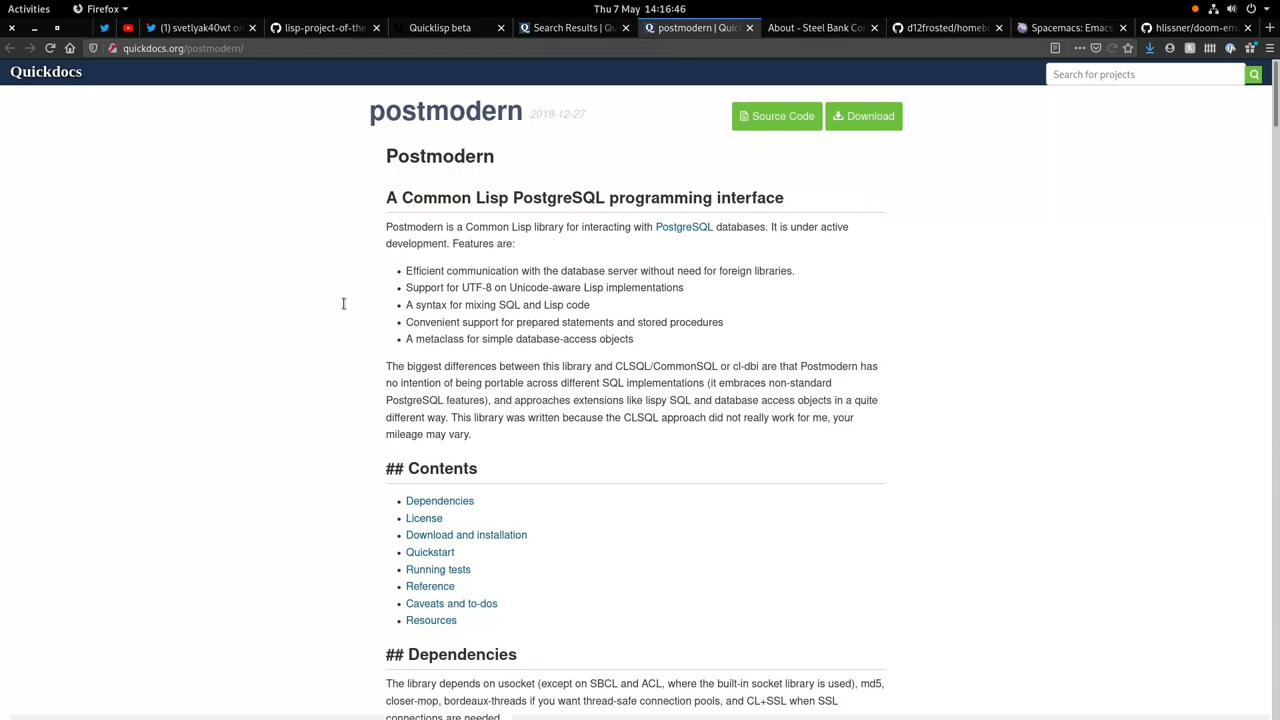 Activities Firefox Thu 7 May 14:16:46
(1) svetlyak40wt on lisp-project-of-the Quicklisp beta Search Results | Qu postmodern | Quick About - Steel Bank Con d12frosted/homebr Spacemacs: Emacs hlissner/doom-ema
quickdocs.org/postmodern/
Quickdocs Search for projects
postmodern 2019-12-27 Source Code Download
Postmodern
A Common Lisp PostgreSQL programming interface
Postmodern is a Common Lisp library for interacting with PostgreSQL databases. It is under active
development. Features are:
• Efficient communication with the database server without need for foreign libraries.
• Support for UTF-8 on Unicode-aware Lisp implementations
• A syntax for mixing SQL and Lisp code
• Convenient support for prepared statements and stored procedures
• A metaclass for simple database-access objects
The biggest differences between this library and CLSQL/CommonSQL or cl-dbi are that Postmodern has
no intention of being portable across different SQL implementations (it embraces non-standard
PostgreSQL features), and approaches extensions like lispy SQL and database access objects in a quite
different way. This library was written because the CLSQL approach did not really work for me, your
mileage may vary.
## Contents
• Dependencies
• License
• Download and installation
• Quickstart
• Running tests
• Reference
• Caveats and to-dos
• Resources
## Dependencies
The library depends on usocket (except on SBCL and ACL, where the built-in socket library is used), md5,
closer-mop, bordeaux-threads if you want thread-safe connection pools, and CL+SSL when SSL
connections are needed.